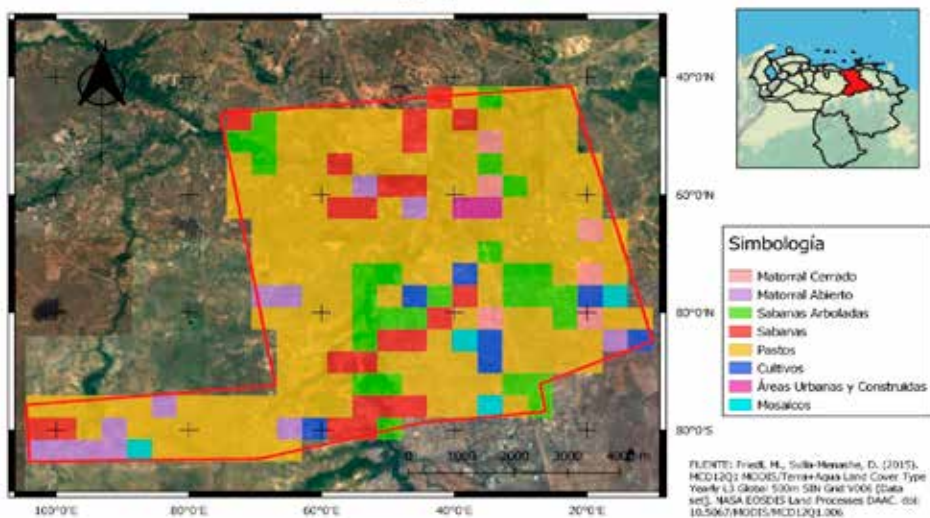 40°0'N
60°0'N
80°0'N
80°0'S
100°0'E
80°0'E
60°0'E
40°0'E
20°0'E
0 1000 2000 3000 4000 m
Simbología
Matorral Cerrado
Matorral Abierto
Sabanas Arboladas
Sabanas
Pastos
Cultivos
Áreas Urbanas y Construidas
Mosaicos
FUENTE: Friedl, M., Sulla-Menashe, D. (2015).
MCD12Q1 MODIS/Terra+Aqua Land Cover Type
Yearly L3 Global 500m SIN Grid V006 [Data
set]. NASA EOSDIS Land Processes DAAC. doi:
10.5067/MODIS/MCD12Q1.006